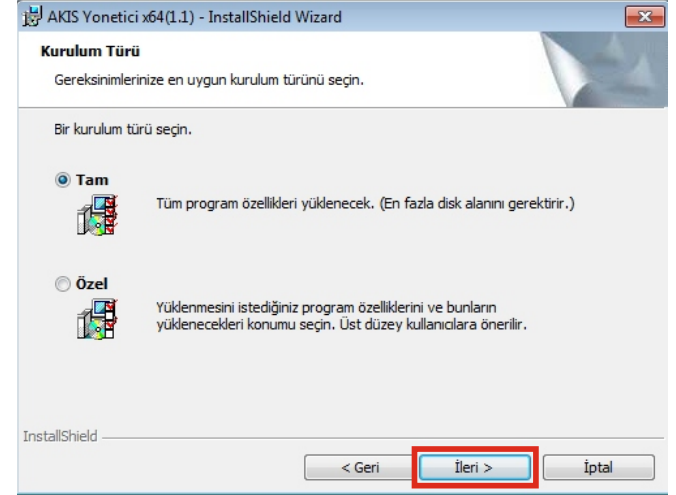 AKIS Yonetici x64(1.1) - InstallShield Wizard
Kurulum Türü
Gereksinimlerinize en uygun kurulum türünü seçin.
Bir kurulum türü seçin.
Tam
Tüm program özellikleri yüklenecek. (En fazla disk alanını gerektirir.)
Özel
Yüklenmesini istediğiniz program özelliklerini ve bunların
yüklenecekleri konumu seçin. Üst düzey kullanıcılara önerilir.
InstallShield
< Geri
İleri >
İptal